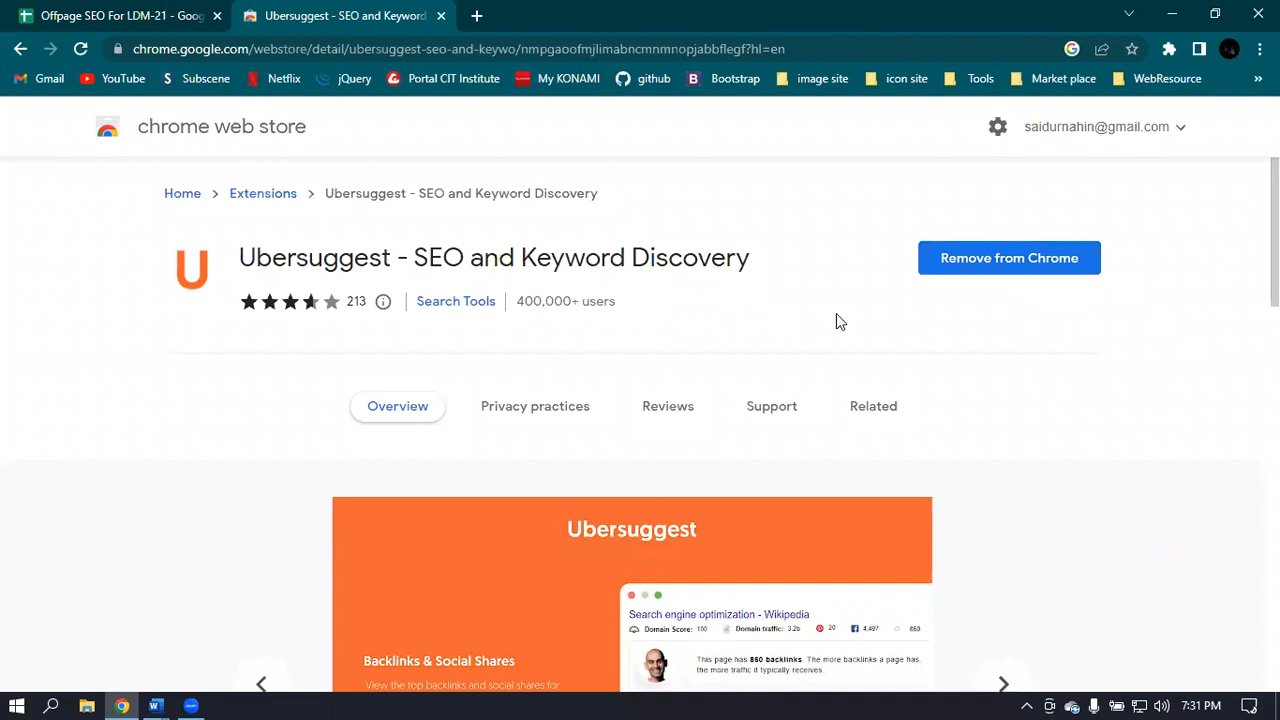 Offpage SEO For LDM-21 - Goog
Ubersuggest - SEO and Keyword
chrome.google.com/webstore/detail/ubersuggest-seo-and-keywo/nmpgaoofmjlimabncmnmnopjabbflegf?hl=en
Gmail YouTube Subscene Netflix jQuery Portal CIT Institute My KONAMI github Bootstrap image site icon site Tools Market place WebResource »
chrome web store
saidurnahin@gmail.com
Home > Extensions > Ubersuggest - SEO and Keyword Discovery
Ubersuggest - SEO and Keyword Discovery
Remove from Chrome
213 Search Tools 400,000+ users
Overview Privacy practices Reviews Support Related
Ubersuggest
Search engine optimization - Wikipedia
Domain Score: 100 Domain traffic: 3.2b 20 4,497 860
Backlinks & Social Shares
This page has 860 backlinks. The more backlinks a page has,
the more traffic it typically receives.
View the top backlinks and social shares for
7:31 PM